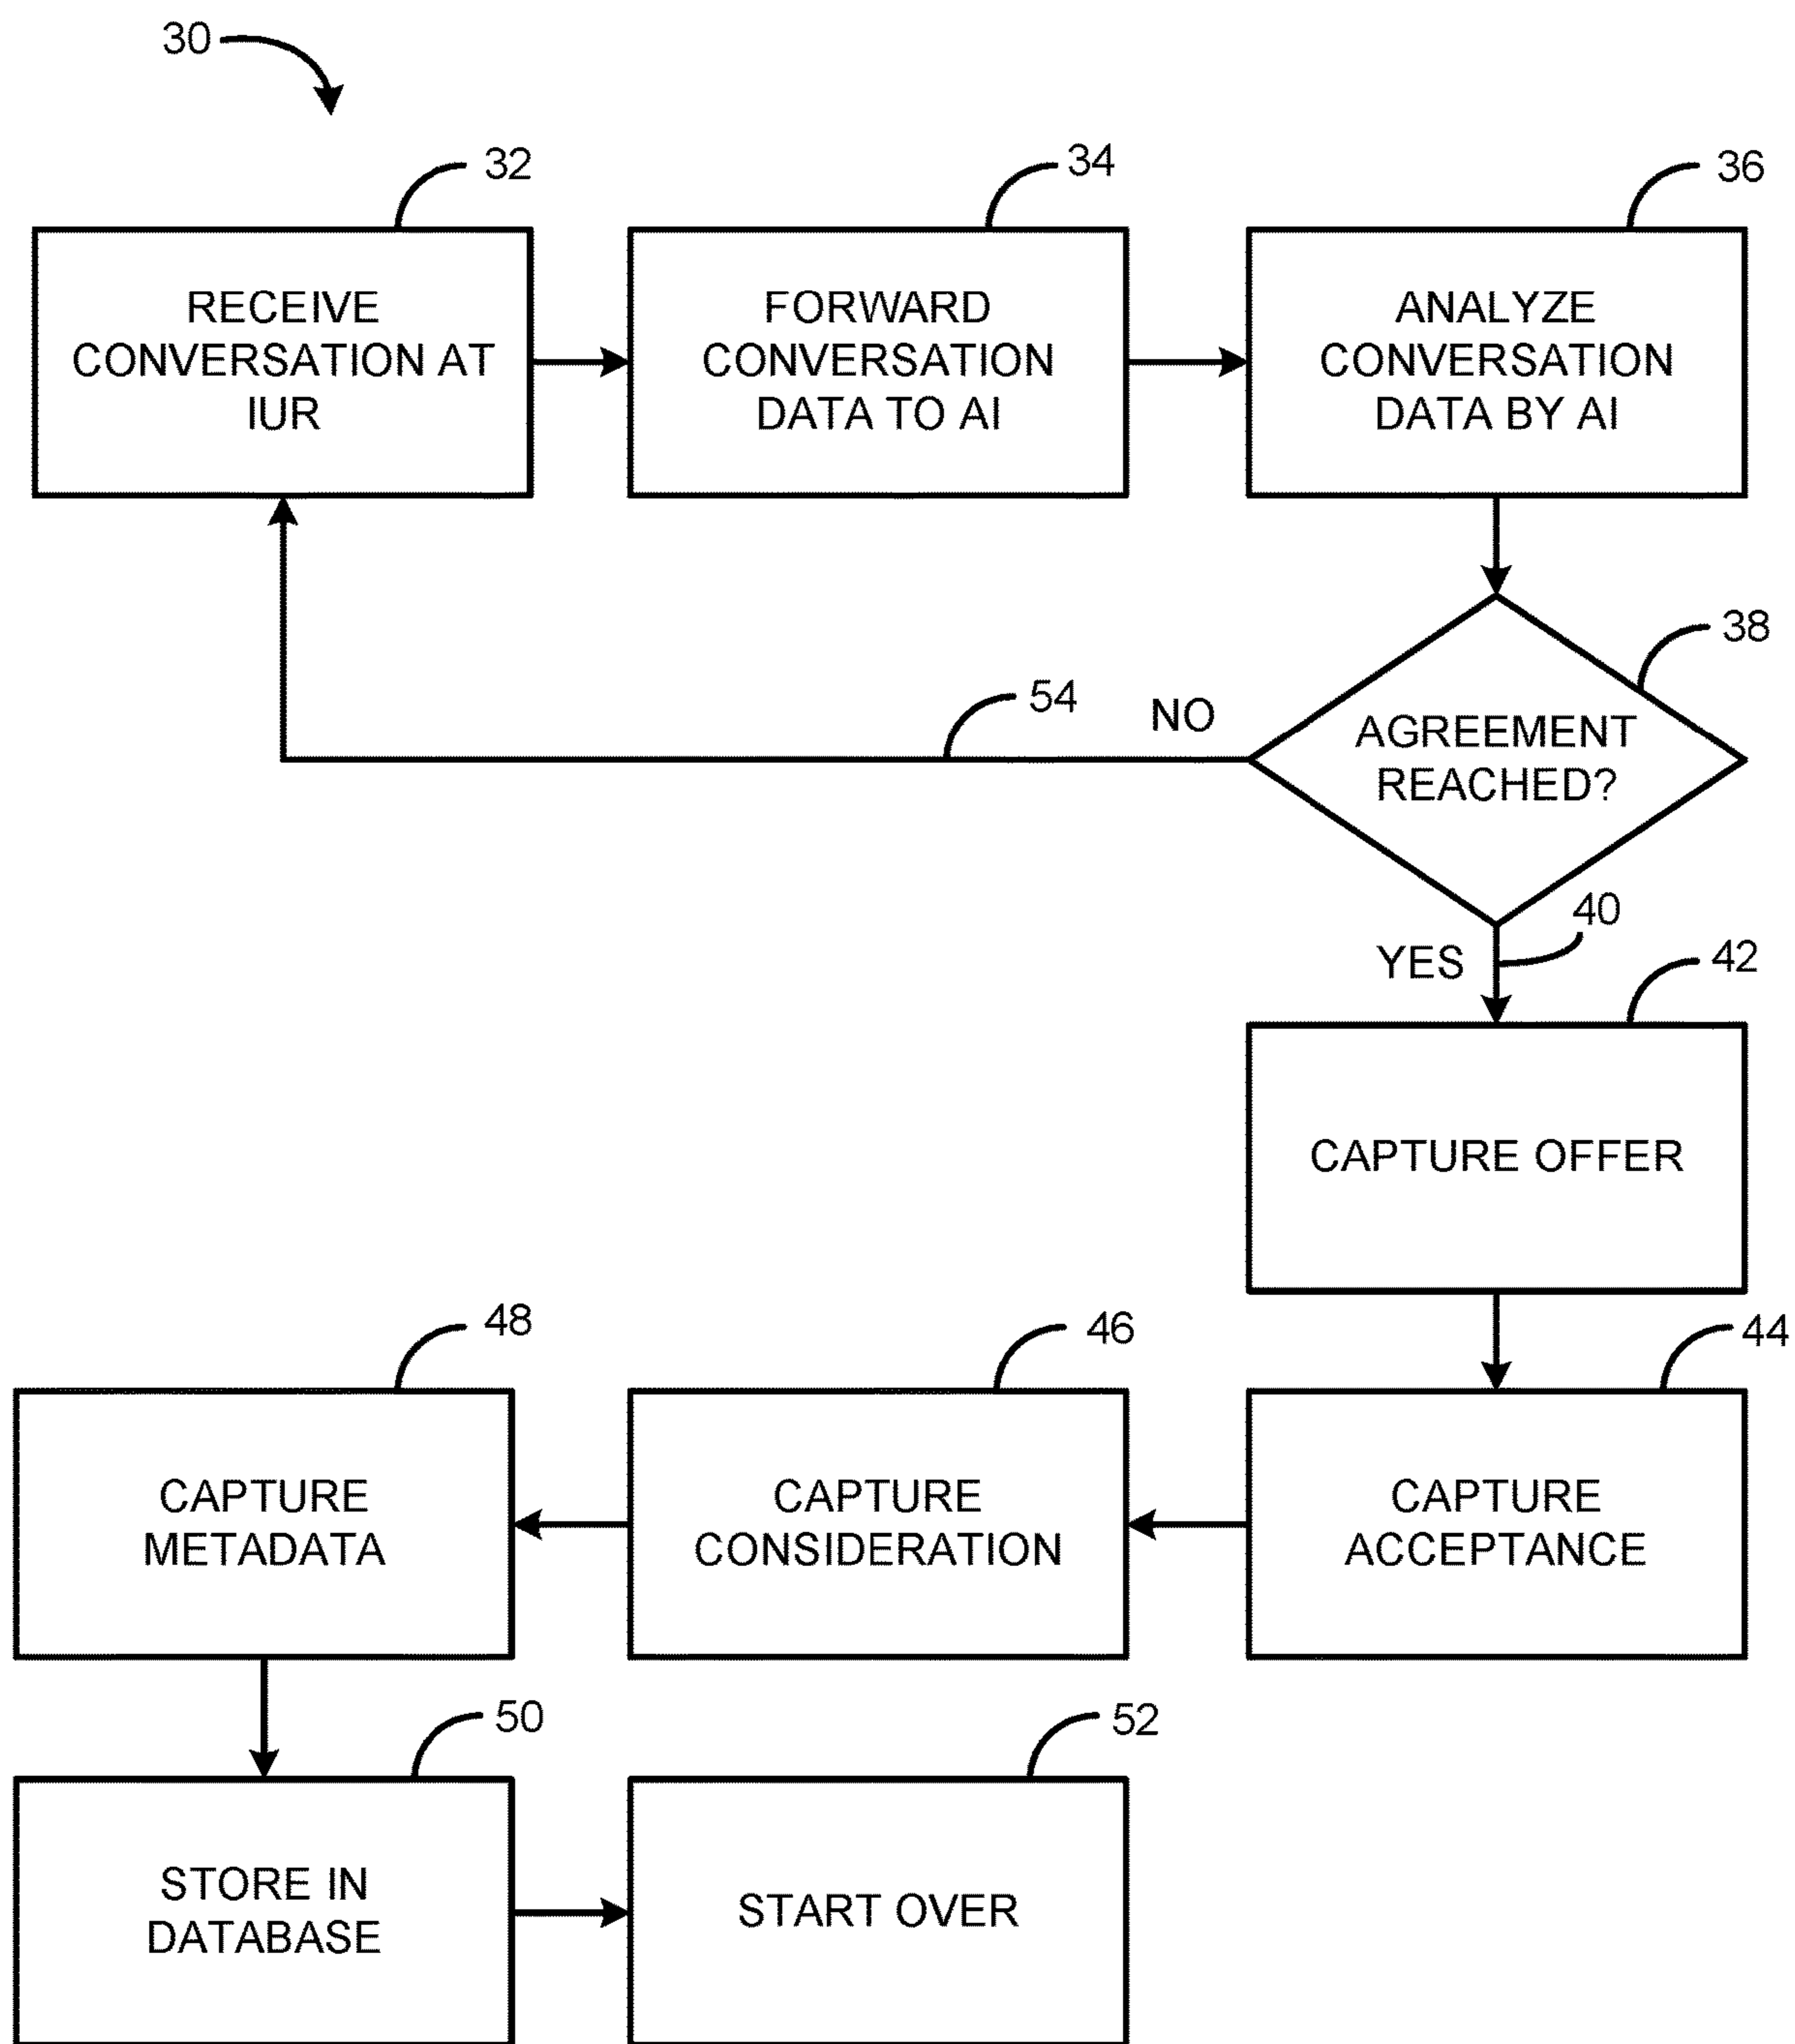 30
32
RECEIVE
CONVERSATION AT
IUR
34
FORWARD
CONVERSATION
DATA TO AI
36
ANALYZE
CONVERSATION
DATA BY AI
38
AGREEMENT
REACHED?
54
NO
40
YES
42
CAPTURE OFFER
44
CAPTURE
ACCEPTANCE
46
CAPTURE
CONSIDERATION
48
CAPTURE
METADATA
50
STORE IN
DATABASE
52
START OVER